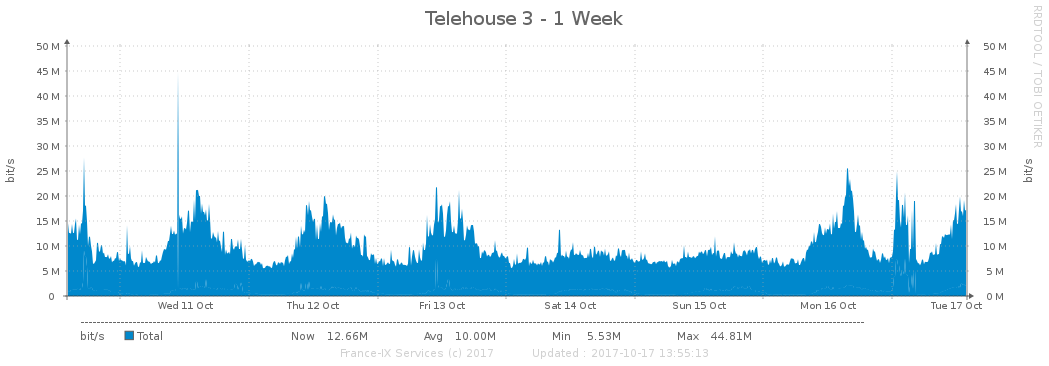 Telehouse 3 - 1 Week
RRDTOOL / TOBI OETIKER
bit/s
50 M 50 M
45 M 45 M
40 M 40 M
35 M 35 M
30 M 30 M
25 M 25 M
20 M 20 M
15 M 15 M
10 M 10 M
5 M 5 M
0 0 M
bit/s
Wed 11 Oct Thu 12 Oct Fri 13 Oct Sat 14 Oct Sun 15 Oct Mon 16 Oct Tue 17 Oct
bit/s Total Now 12.66M Avg 10.00M Min 5.53M Max 44.81M
France-IX Services (c) 2017 Updated : 2017-10-17 13:55:13